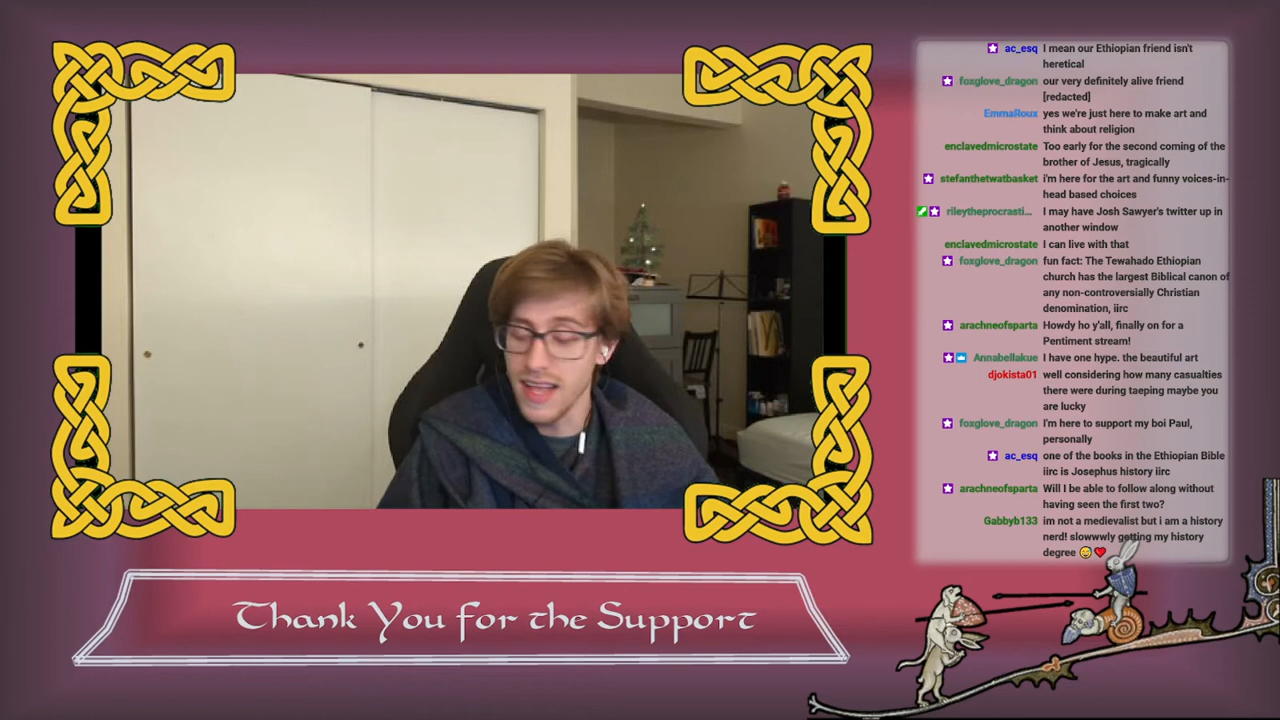 ac_esq I mean our Ethiopian friend isn't
heretical
foxglove_dragon our very definitely alive friend
[redacted]
EmmaRoux yes we're just here to make art and
think about religion
enclavedmicrostate Too early for the second coming of the
brother of Jesus, tragically
stefanthetwatbasket i'm here for the art and funny voices-in-
head based choices
rileytheprocrasti... I may have Josh Sawyer's twitter up in
another window
enclavedmicrostate I can live with that
foxglove_dragon fun fact: The Tewahado Ethiopian
church has the largest Biblical canon of
any non-controversially Christian
denomination, iirc
arachneofsparta Howdy ho y'all, finally on for a
Pentiment stream!
Annabellakue I have one hype. the beautiful art
djokista01 well considering how many casualties
there were during taeping maybe you
are lucky
foxglove_dragon I'm here to support my boi Paul,
personally
ac_esq one of the books in the Ethiopian Bible
iirc is Josephus history iirc
arachneofsparta Will I be able to follow along without
having seen the first two?
Gabbyb133 im not a medievalist but i am a history
nerd! slowwwly getting my history
degree 😅 ❤️
Thank You for the Support